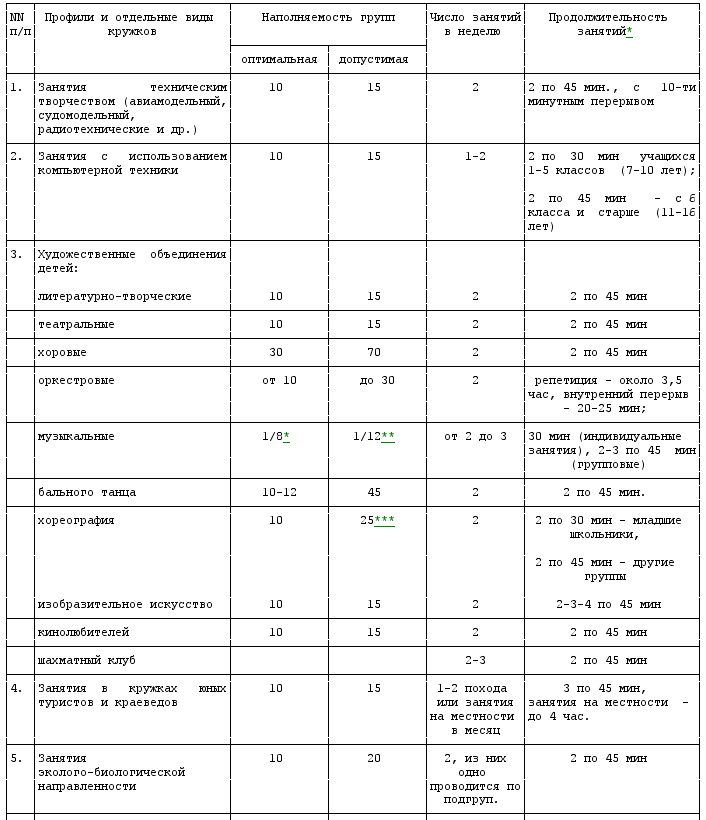 NN Профили и отдельные виды Наполняемость групп Число занятий Продолжительность
п/п кружков в неделю занятий*
оптимальная допустимая
1. Занятия техническим 10 15 2 2 по 45 мин., с 10-ти
творчеством (авиамодельный, минутным перерывом
судомодельный,
радиотехнические и др.)
2. Занятия с использованием 10 15 1-2 2 по 30 мин учащихся
компьютерной техники 1-5 классов (7-10 лет);
2 по 45 мин - с 6
класса и старше (11-16
лет)
3. Художественные объединения
детей:
литературно-творческие 10 15 2 2 по 45 мин
театральные 10 15 2 2 по 45 мин
хоровые 30 70 2 2 по 45 мин
оркестровые от 10 до 30 2 репетиция - около 3,5
час, внутренний перерыв
- 20-25 мин;
музыкальные 1/8* 1/12** от 2 до 3 30 мин (индивидуальные
занятия), 2-3 по 45 мин
(групповые)
бального танца 10-12 45 2 2 по 45 мин.
хореография 10 25*** 2 2 по 30 мин - младшие
школьники,
2 по 45 мин - другие
группы
изобразительное искусство 10 15 2 2-3-4 по 45 мин
кинолюбителей 10 15 2 2 по 45 мин
шахматный клуб 2-3 2 по 45 мин
4. Занятия в кружках юных 10 15 1-2 похода 3 по 45 мин,
туристов и краеведов или занятия занятия на местности -
на местности до 4 час.
в месяц
5. Занятия 10 20 2, из них 2 по 45 мин
эколого-биологической одно
направленности проводится по
подгруп.